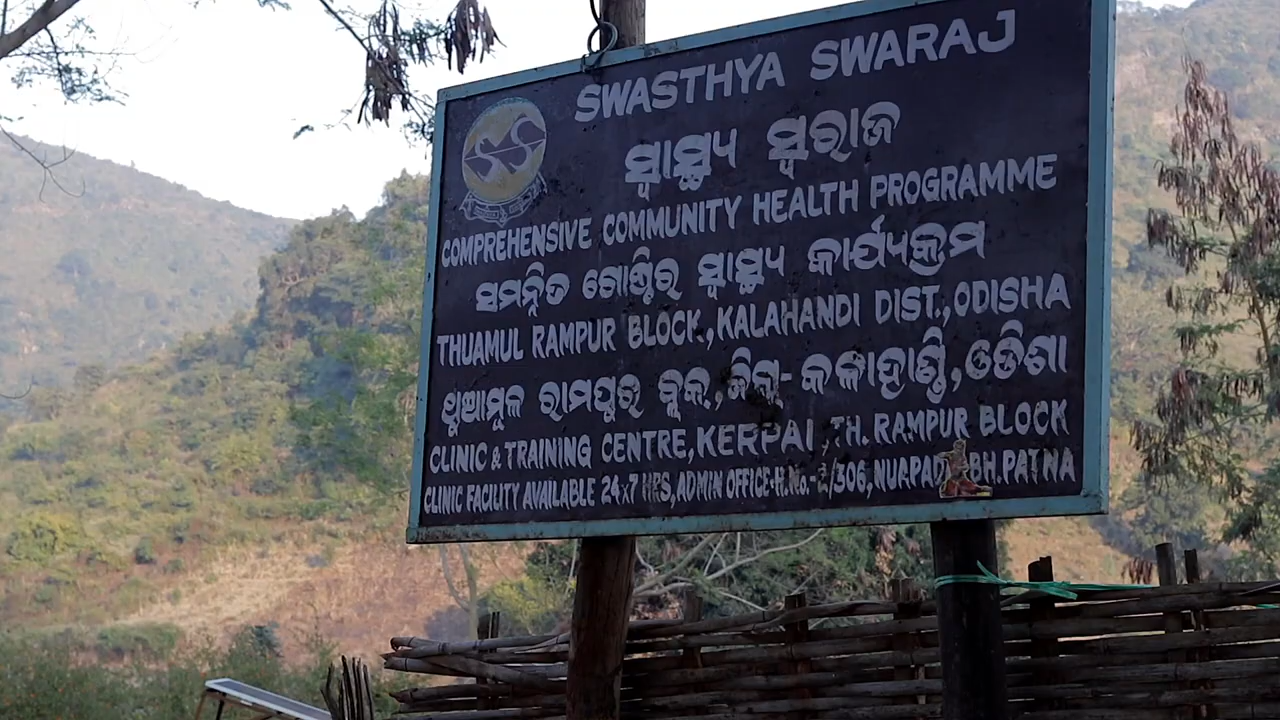 SWASTHYA SWARAJ
ସ୍ୱାସ୍ଥ୍ୟ ସ୍ୱରାଜ
COMPREHENSIVE COMMUNITY HEALTH PROGRAMME
ସମନ୍ନିତ ଗୋଷ୍ଠିର ସ୍ୱାସ୍ଥ୍ୟ କାର୍ଯ୍ୟକ୍ରମ
THUAMUL RAMPUR BLOCK, KALAHANDI DIST., ODISHA
ଥୁଆମୂଳ ରାମପୁର ବ୍ଲକ, ଜିଲ୍ଲା- କଳାହାଣ୍ଡି, ଓଡିଶା
CLINIC & TRAINING CENTRE, KERPAI, TH. RAMPUR BLOCK
CLINIC FACILITY AVAILABLE 24x7 HRS, ADMIN OFFICE:H.No.- /306, BH.PATNA